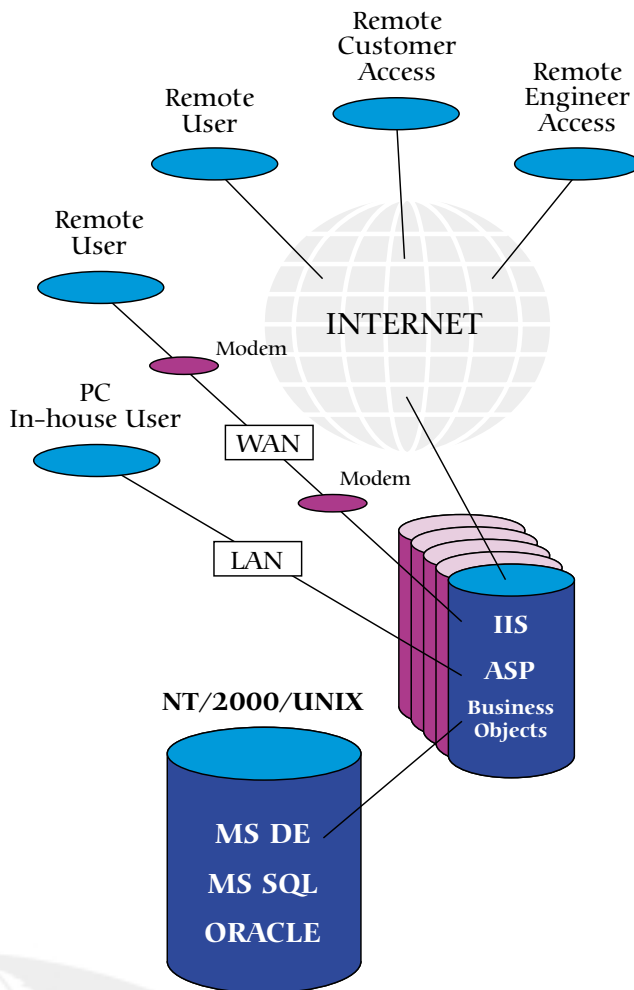 Remote
Customer
Access
Remote
Engineer
Access
Remote
User
Remote
User
INTERNET
Modem
PC
In-house User
WAN
Modem
LAN
IIS
ASP
Business
Objects
NT/2000/UNIX
MS DE
MS SQL
ORACLE